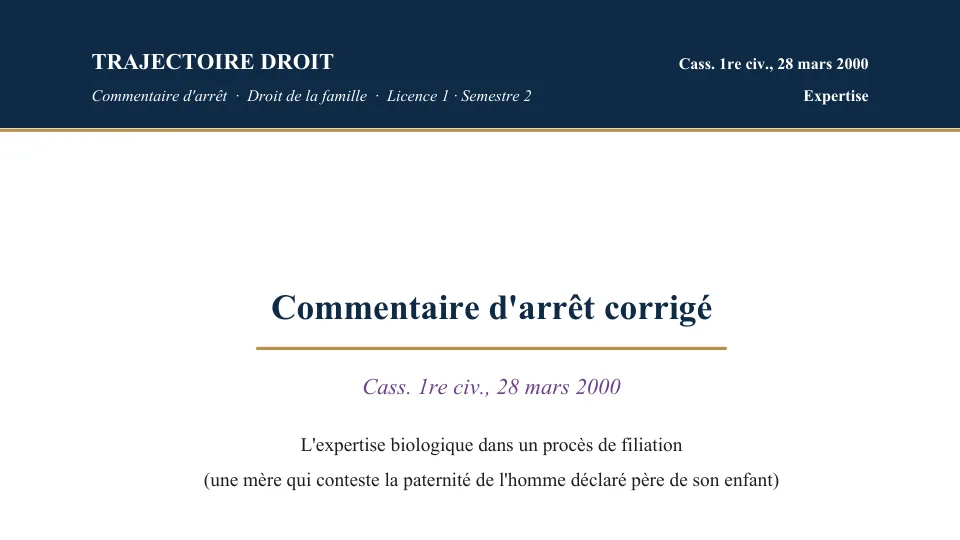 TRAJECTOIRE DROIT
Cass. 1re civ., 28 mars 2000
Commentaire d'arrêt · Droit de la famille · Licence 1 · Semestre 2
Expertise
Commentaire d'arrêt corrigé
Cass. 1re civ., 28 mars 2000
L'expertise biologique dans un procès de filiation
(une mère qui conteste la paternité de l'homme déclaré père de son enfant)